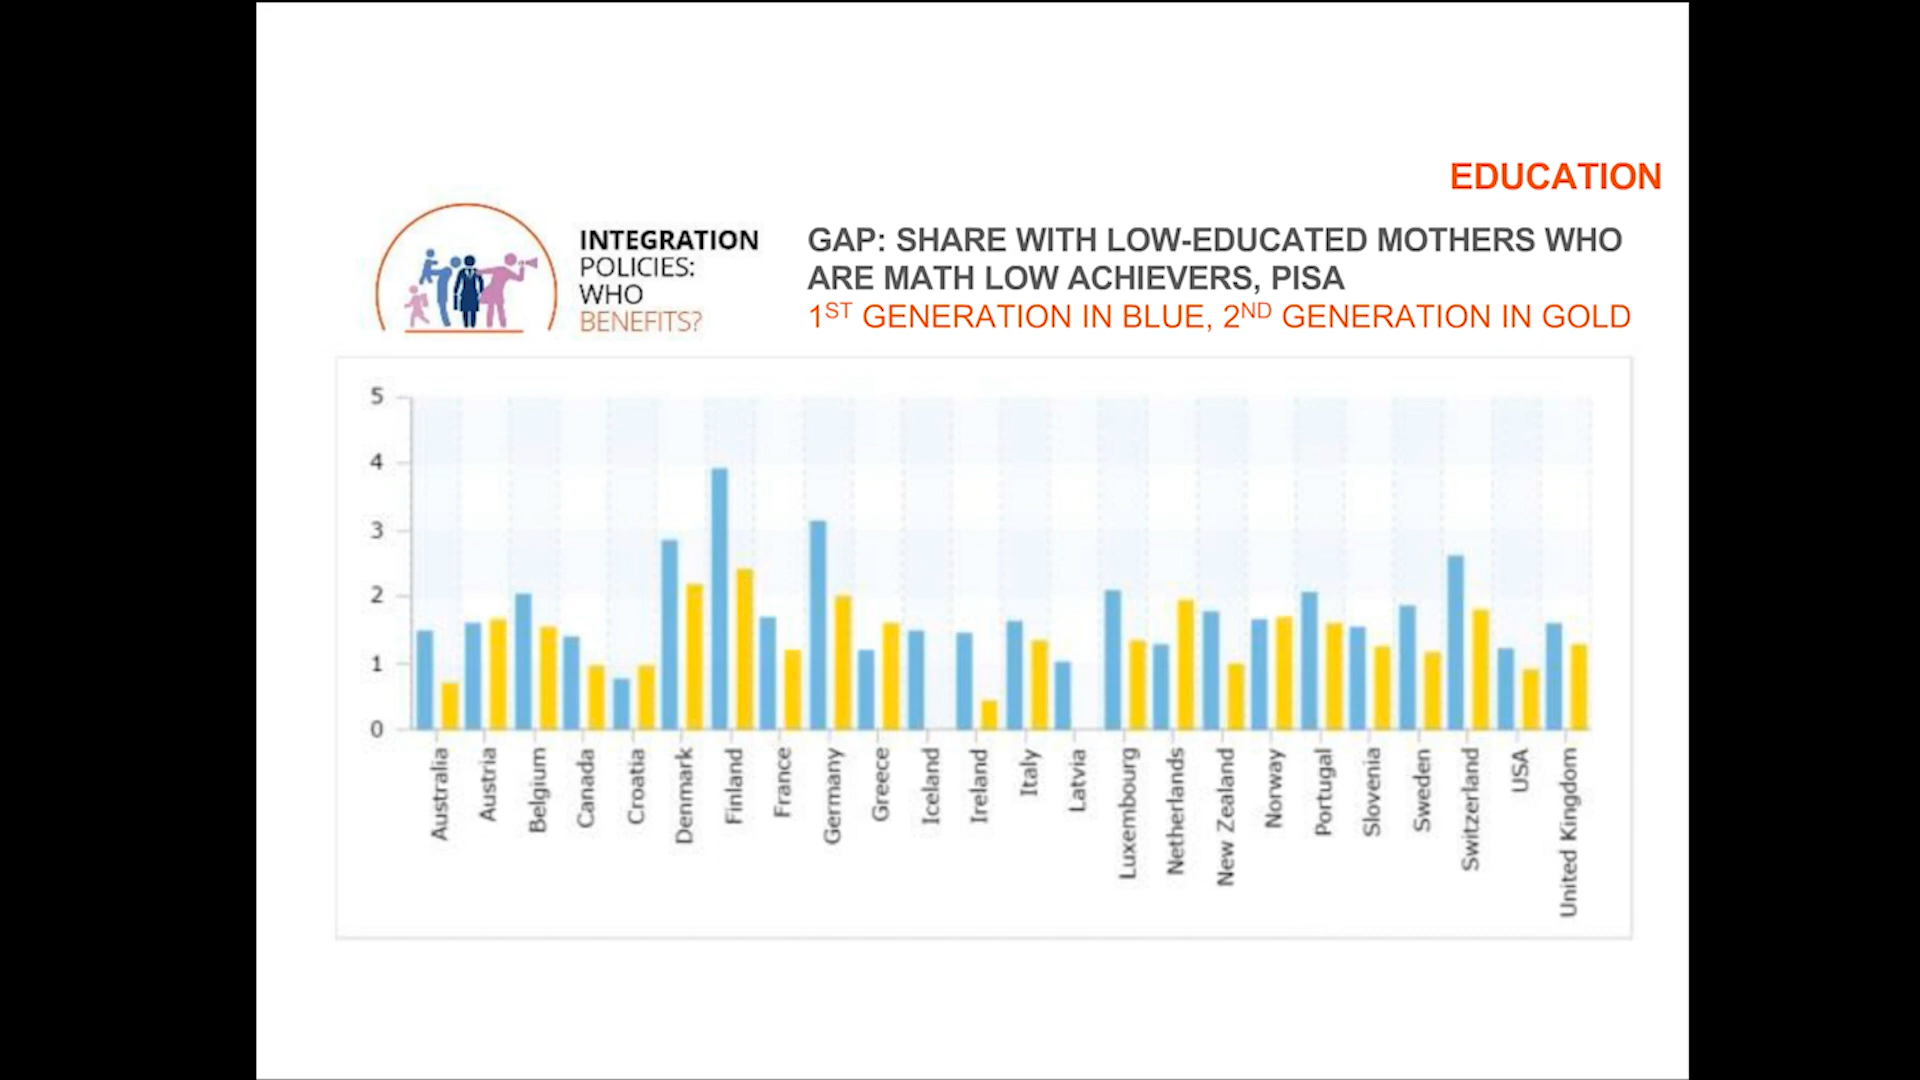 EDUCATION
INTEGRATION
POLICIES:
WHO
BENEFITS?
GAP: SHARE WITH LOW-EDUCATED MOTHERS WHO
ARE MATH LOW ACHIEVERS, PISA
1ST GENERATION IN BLUE, 2ND GENERATION IN GOLD
5
4
3
2
1
0
Australia
Austria
Belgium
Canada
Croatia
Denmark
Finland
France
Germany
Greece
Iceland
Ireland
Italy
Latvia
Luxembourg
Netherlands
New Zealand
Norway
Portugal
Slovenia
Sweden
Switzerland
USA
United Kingdom